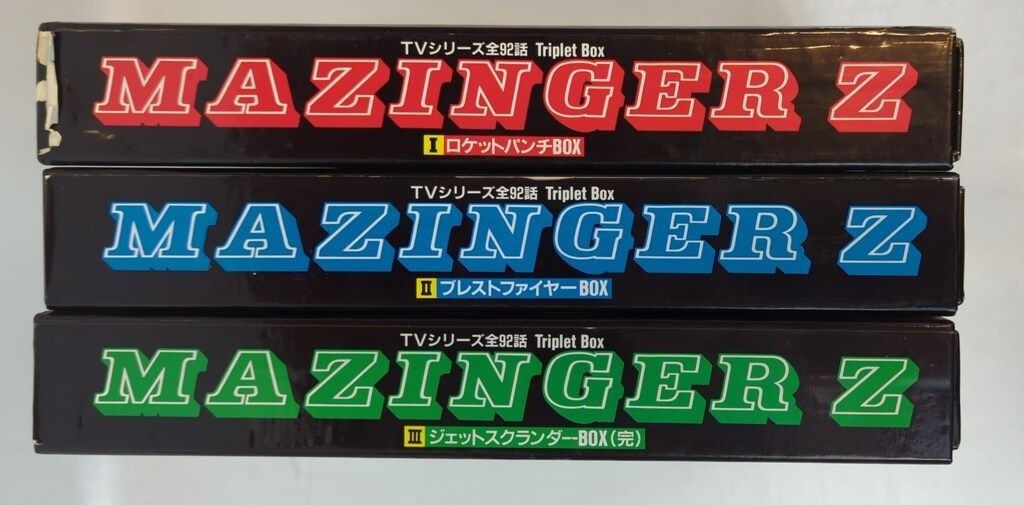 TVシリーズ全92話 Triplet Box
MAZINGER Z
I ロケットパンチBOX
TVシリーズ全92話 Triplet Box
MAZINGER Z
II ブレストファイヤーBOX
TVシリーズ全92話 Triplet Box
MAZINGER Z
III ジェットスクランダーBOX(完)